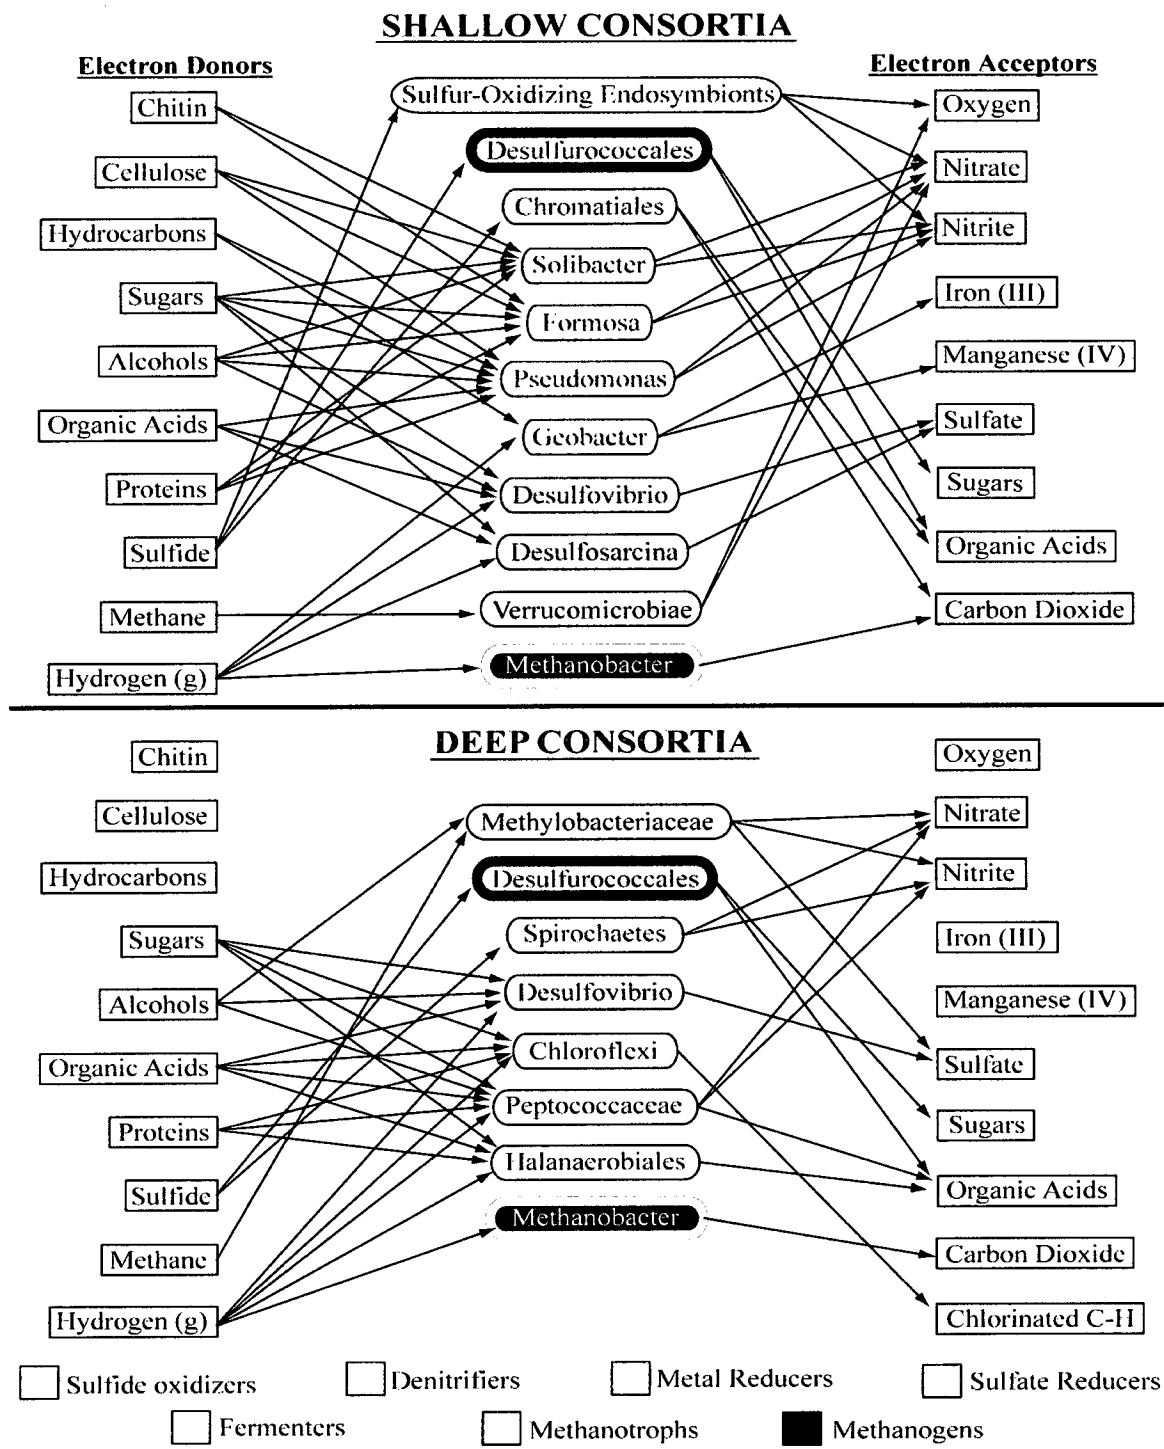 SHALLOW CONSORTIA
Electron Donors
Electron Acceptors
Chitin
Cellulose
Hydrocarbons
Sugars
Alcohols
Organic Acids
Proteins
Sulfide
Methane
Hydrogen (g)
Sulfur-Oxidizing Endosymbionts
Desulfurococcales
Chromatiales
Solibacter
Formosa
Pseudomonas
Geobacter
Desulfovibrio
Desulfosarcina
Verrucomicrobiae
Methanobacter
Oxygen
Nitrate
Nitrite
Iron (III)
Manganese (IV)
Sulfate
Sugars
Organic Acids
Carbon Dioxide
DEEP CONSORTIA
Chitin
Cellulose
Hydrocarbons
Sugars
Alcohols
Organic Acids
Proteins
Sulfide
Methane
Hydrogen (g)
Methylobacteriaceae
Desulfurococcales
Spirochaetes
Desulfovibrio
Chloroflexi
Peptococcaceae
Halanaerobiales
Methanobacter
Oxygen
Nitrate
Nitrite
Iron (III)
Manganese (IV)
Sulfate
Sugars
Organic Acids
Carbon Dioxide
Chlorinated C-H
Sulfide oxidizers
Denitrifiers
Metal Reducers
Sulfate Reducers
Fermenters
Methanotrophs
Methanogens